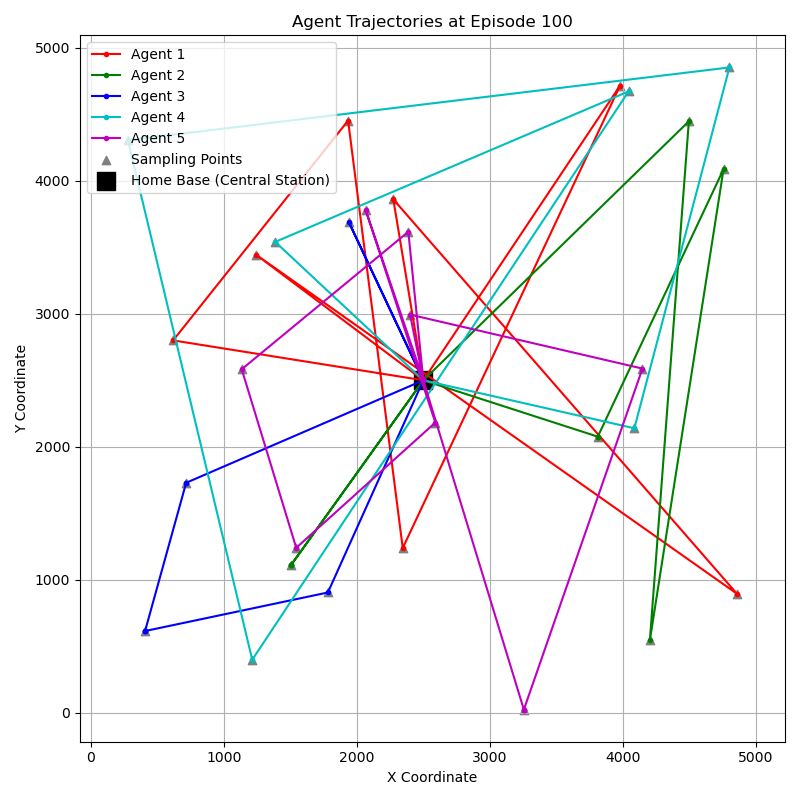 Agent Trajectories at Episode 100
Agent 1
Agent 2
Agent 3
Agent 4
Agent 5
Sampling Points
Home Base (Central Station)
Y Coordinate
5000
4000
3000
2000
1000
0
0 1000 2000 3000 4000 5000
X Coordinate